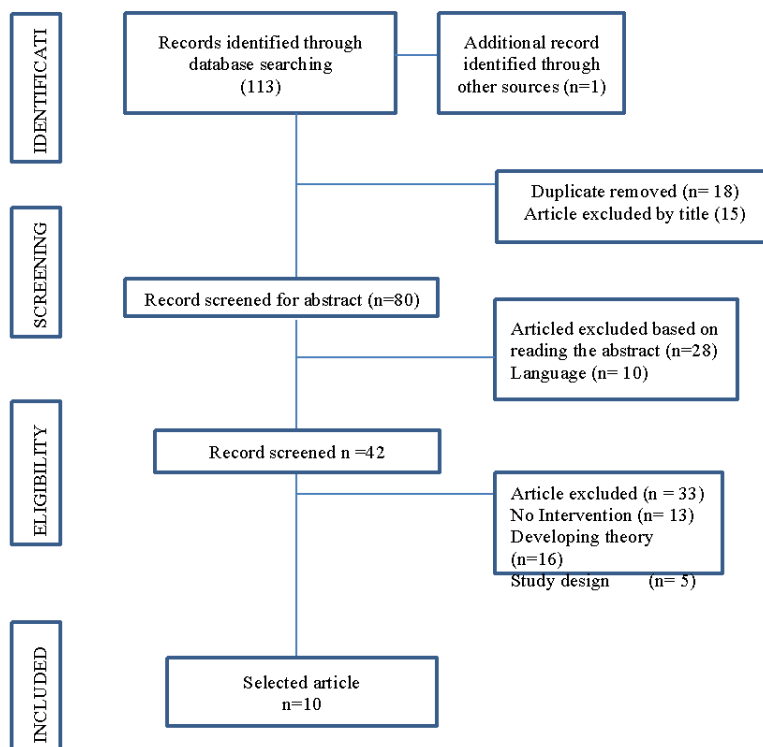 IDENTIFICATI
Records identified through
database searching
(113)
Additional record
identified through
other sources (n=1)
Duplicate removed (n= 18)
Article excluded by title (15)
SCREENING
Record screened for abstract (n=80)
Articled excluded based on
reading the abstract (n=28)
Language (n= 10)
ELIGIBILITY
Record screened n =42
Article excluded (n = 33)
No Intervention (n= 13)
Developing theory
(n=16)
Study design (n= 5)
INCLUDED
Selected article
n=10